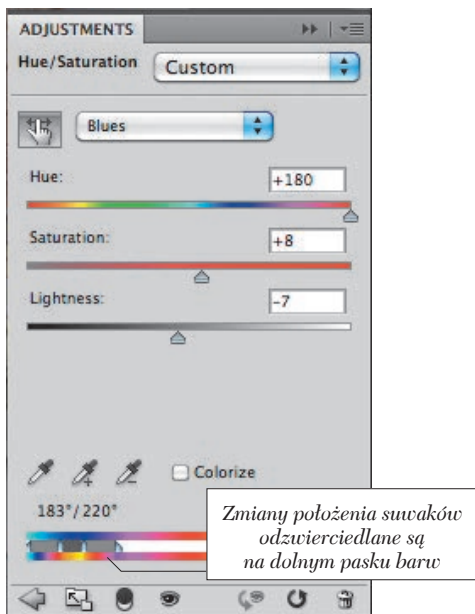 ADJUSTMENTS
Hue/Saturation Custom
Blues
Hue: +180
Saturation: +8
Lightness: -7
Colorize
183°/220°
Zmiany położenia suwaków
odzwierciedlane są
na dolnym pasku barw